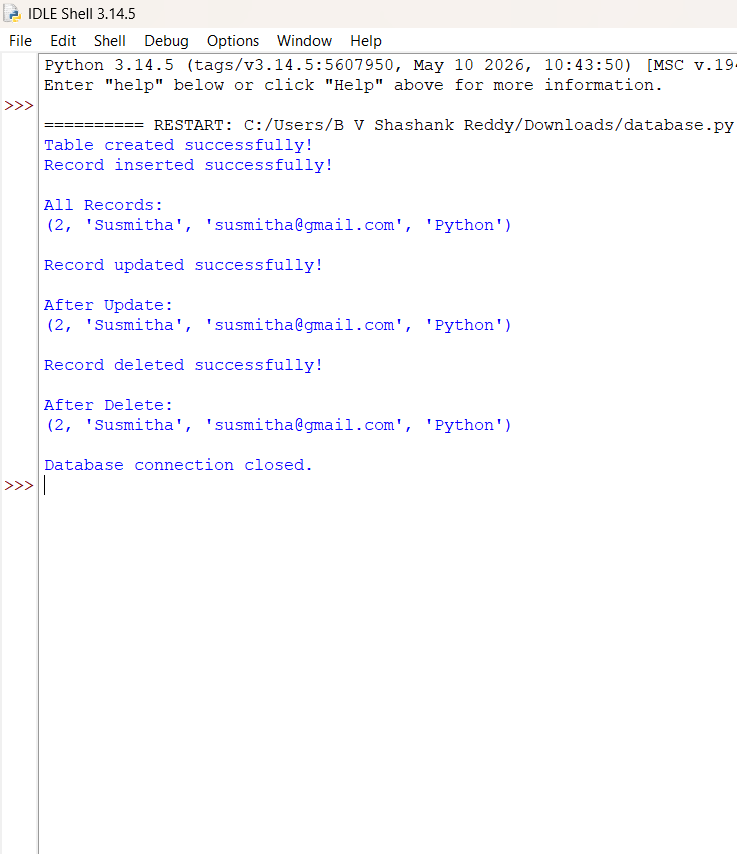 IDLE Shell 3.14.5
File Edit Shell Debug Options Window Help
Python 3.14.5 (tags/v3.14.5:5607950, May 10 2026, 10:43:50) [MSC v.194
Enter "help" below or click "Help" above for more information.
>>>
========== RESTART: C:/Users/B V Shashank Reddy/Downloads/database.py
Table created successfully!
Record inserted successfully!
All Records:
(2, 'Susmitha', 'susmitha@gmail.com', 'Python')
Record updated successfully!
After Update:
(2, 'Susmitha', 'susmitha@gmail.com', 'Python')
Record deleted successfully!
After Delete:
(2, 'Susmitha', 'susmitha@gmail.com', 'Python')
Database connection closed.
>>>